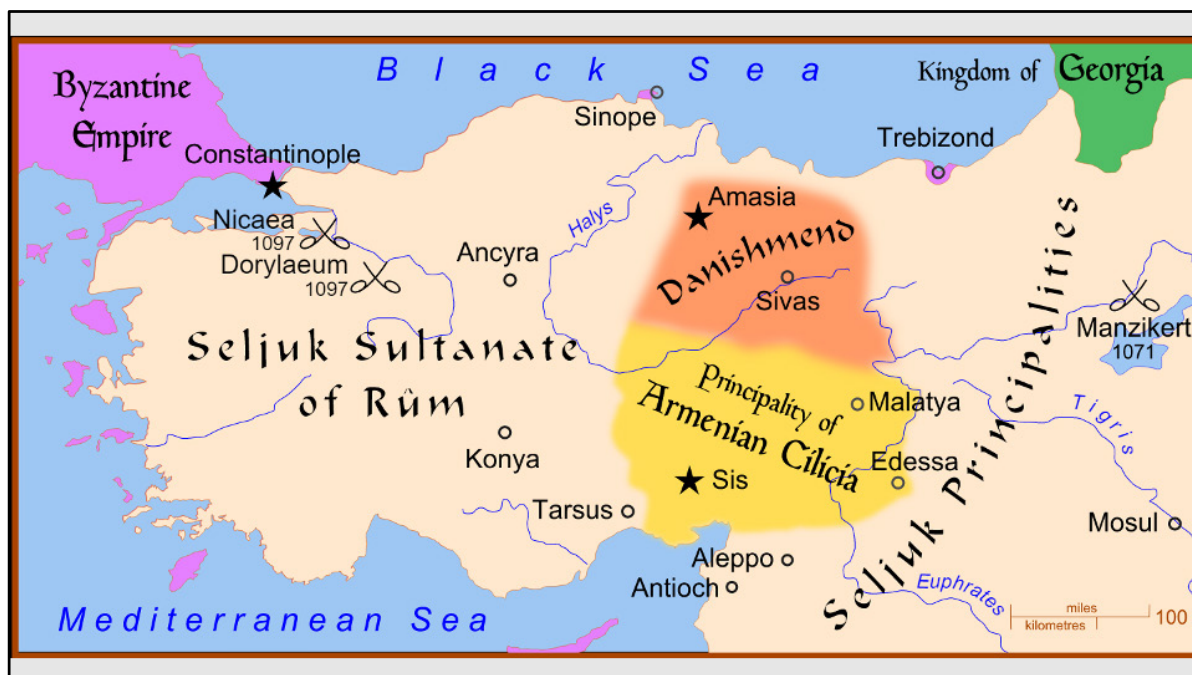 Byzantine
Empire
Black Sea
Kingdom of Georgia
Sinope
Constantinople
Trebizond
Nicaea
1097
Dorylaeum
1097
Ancyra
Halys
Amasia
Danishmend
Sivas
Manzikert
1071
Seljuk Sultanate
of Rûm
Principality of
Armenian Cilicia
Malatya
Edessa
Seljuk Principalities
Tigris
Konya
Sis
Tarsus
Mosul
Aleppo
Antioch
Euphrates
Mediterranean Sea
miles
kilometres
100